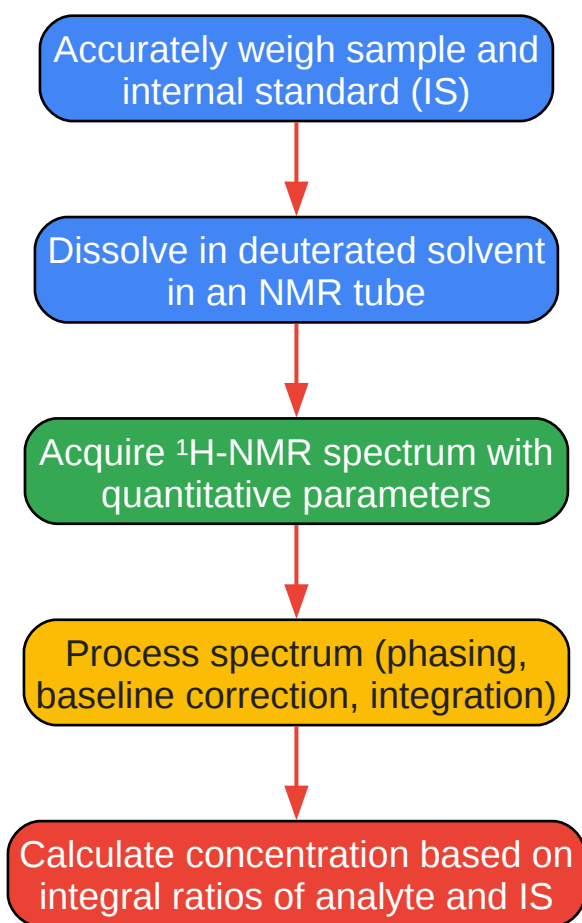 Accurately weigh sample and
internal standard (IS)
Dissolve in deuterated solvent
in an NMR tube
Acquire ¹H-NMR spectrum with
quantitative parameters
Process spectrum (phasing,
baseline correction, integration)
Calculate concentration based on
integral ratios of analyte and IS